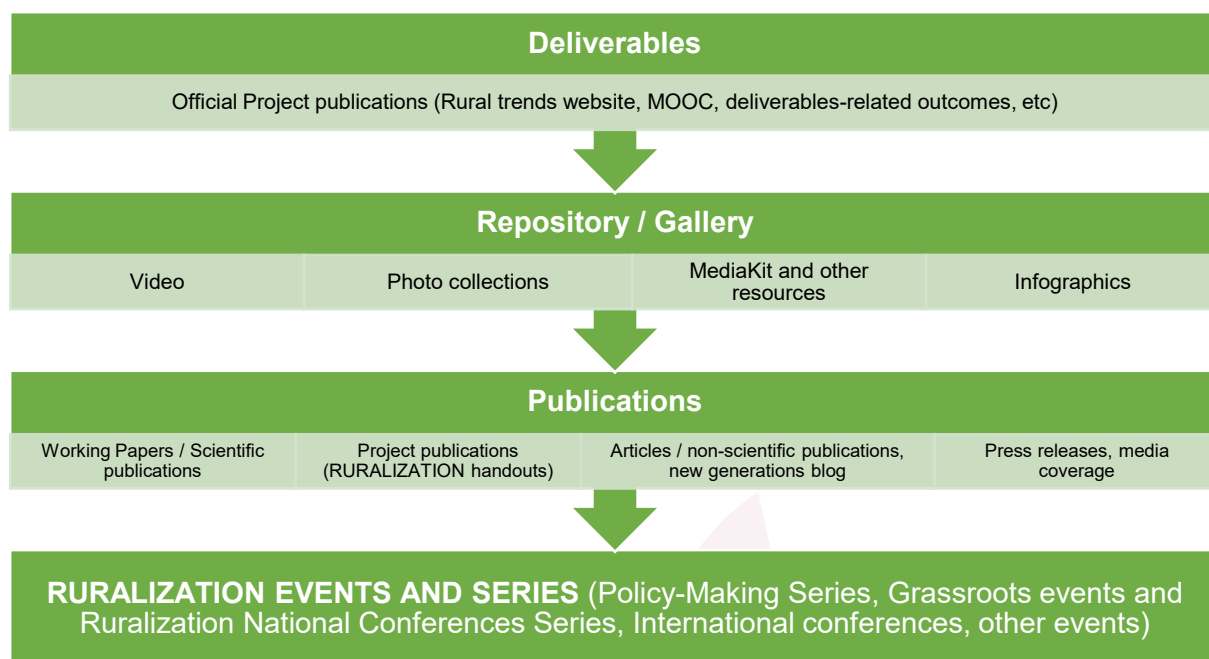 Deliverables
Official Project publications (Rural trends website, MOOC, deliverables-related outcomes, etc)
Repository / Gallery
Video
Photo collections
MediaKit and other
resources
Infographics
Publications
Working Papers / Scientific
publications
Project publications
(RURALIZATION handouts)
Articles / non-scientific publications,
new generations blog
Press releases, media
coverage
RURALIZATION EVENTS AND SERIES (Policy-Making Series, Grassroots events and
Ruralization National Conferences Series, International conferences, other events)